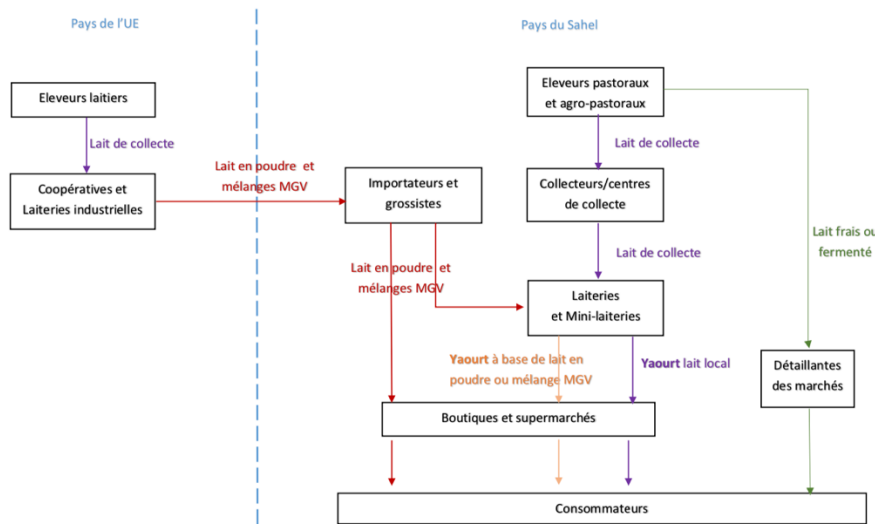 Pays de l'UE
Pays du Sahel
Eleveurs laitiers
Lait de collecte
Coopératives et
Laiteries industrielles
Lait en poudre et
mélanges MGV
Importateurs et
grossistes
Lait en poudre et
mélanges MGV
Eleveurs pastoraux
et agro-pastoraux
Lait de collecte
Collecteurs/centres
de collecte
Lait de collecte
Laiteries
et Mini-laiteries
Yaourt à base de lait en
poudre ou mélange MGV
Yaourt lait local
Lait frais ou
fermenté
Détaillantes
des marchés
Boutiques et supermarchés
Consommateurs